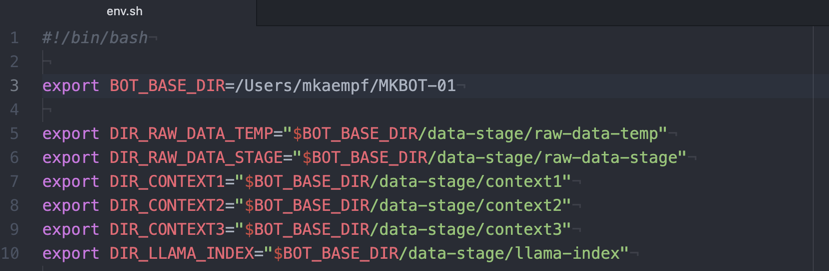 env.sh
1 #!/bin/bash¬
2 ¬
3 export BOT_BASE_DIR=/Users/mkaempf/MKBOT-01¬
4 ¬
5 export DIR_RAW_DATA_TEMP="$BOT_BASE_DIR/data-stage/raw-data-temp"¬
6 export DIR_RAW_DATA_STAGE="$BOT_BASE_DIR/data-stage/raw-data-stage"¬
7 export DIR_CONTEXT1="$BOT_BASE_DIR/data-stage/context1"¬
8 export DIR_CONTEXT2="$BOT_BASE_DIR/data-stage/context2"¬
9 export DIR_CONTEXT3="$BOT_BASE_DIR/data-stage/context3"¬
10 export DIR_LLAMA_INDEX="$BOT_BASE_DIR/data-stage/llama-index"¬